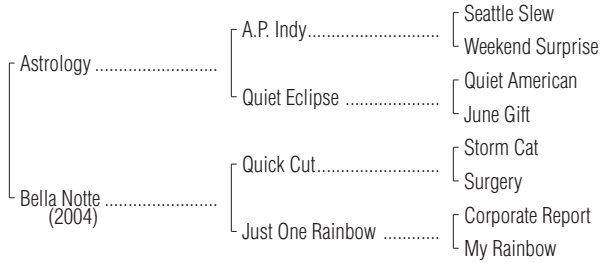 Seattle Slew
A.P. Indy........................
Weekend Surprise
Astrology ......................
Quiet American
Quiet Eclipse .................
June Gift
Storm Cat
Quick Cut......................
Surgery
Bella Notte ....................
(2004)
Corporate Report
Just One Rainbow ..........
My Rainbow